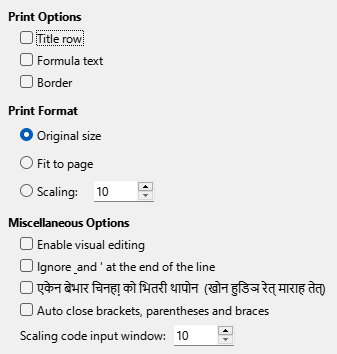 Print Options
Title row
Formula text
Border
Print Format
Original size
Fit to page
Scaling: 10
Miscellaneous Options
Enable visual editing
Ignore ˷ and ' at the end of the line
एकेन बेभार चिनहा़ को भितरी थापोन (खोन हुडिञ रेत् माराह तेत्)
Auto close brackets, parentheses and braces
Scaling code input window: 10